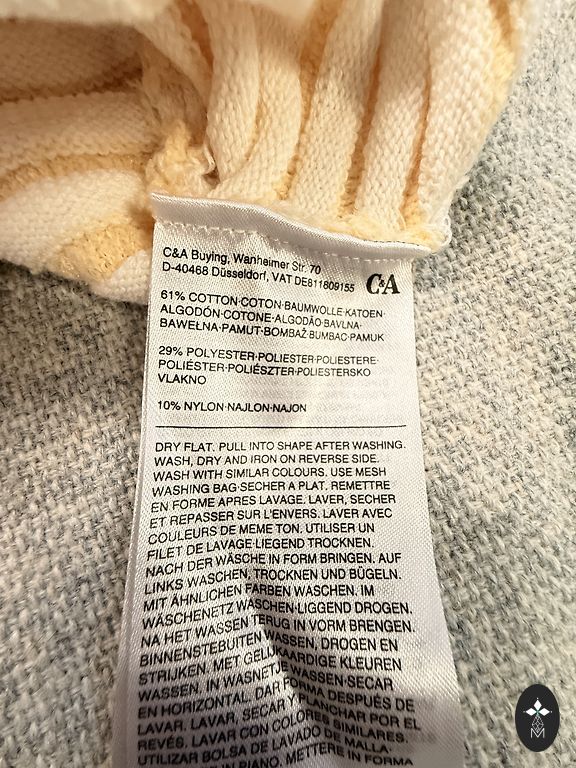 C&A Buying, Wanheimer Str. 70
D-40468 Düsseldorf, VAT DE811809155
C&A
61% COTTON·COTON·BAUMWOLLE·KATOEN·
ALGODÓN·COTONE·ALGODÃO·BAVLNA·
BAWEŁNA·PAMUT·BOMBAŽ·BUMBAC·PAMUK
29% POLYESTER·POLIESTER·POLIESTERE·
POLIÉSTER·POLIÉSZTER·POLIESTERSKO
VLAKNO
10% NYLON·NAJLON·NAJON
DRY FLAT. PULL INTO SHAPE AFTER WASHING.
WASH, DRY AND IRON ON REVERSE SIDE.
WASH WITH SIMILAR COLOURS. USE MESH
WASHING BAG·SECHER A PLAT. REMETTRE
EN FORME APRES LAVAGE. LAVER, SECHER
ET REPASSER SUR L'ENVERS. LAVER AVEC
COULEURS DE MEME TON. UTILISER UN
FILET DE LAVAGE·LIEGEND TROCKNEN.
NACH DER WÄSCHE IN FORM BRINGEN. AUF
LINKS WASCHEN, TROCKNEN UND BÜGELN.
MIT ÄHNLICHEN FARBEN WASCHEN. IM
WÄSCHENETZ WASCHEN·LIGGEND DROGEN.
NA HET WASSEN TERUG IN VORM BRENGEN.
BINNENSTEBUITEN WASSEN, DROGEN EN
STRIJKEN. MET GELIJKAARDIGE KLEUREN
WASSEN. IN WASNETJE WASSEN·SECAR
EN HORIZONTAL. DAR FORMA DESPUÉS DE
LAVAR. LAVAR, SECAR Y PLANCHAR POR EL
REVÉS. LAVAR CON COLORES SIMILARES.
UTILIZAR BOLSA DE LAVADO DE MALLA·
IN PIANO. METTERE IN FORMA
M